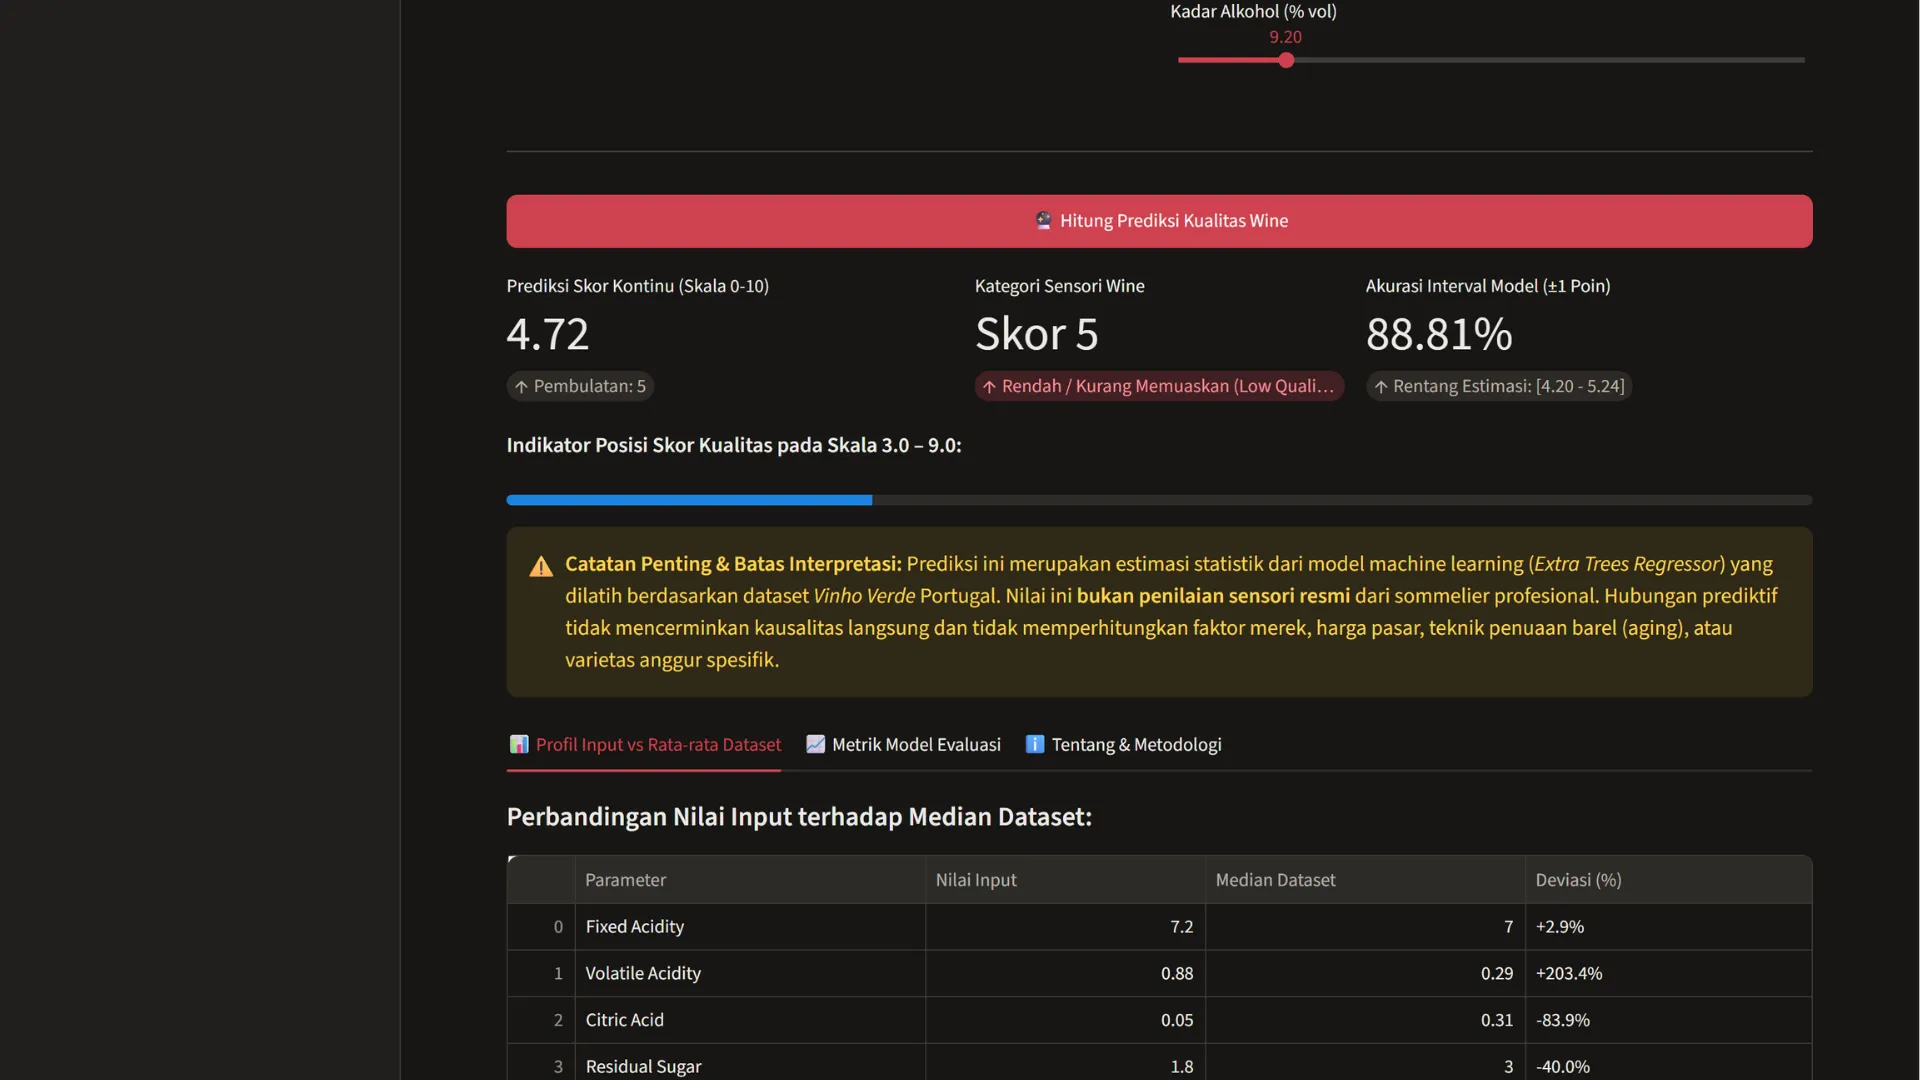 Kadar Alkohol (% vol)
9.20
🔮 Hitung Prediksi Kualitas Wine
Prediksi Skor Kontinu (Skala 0-10)
4.72
↑ Pembulatan: 5
Kategori Sensori Wine
Skor 5
↑ Rendah / Kurang Memuaskan (Low Quali…
Akurasi Interval Model (±1 Poin)
88.81%
↑ Rentang Estimasi: [4.20 - 5.24]
Indikator Posisi Skor Kualitas pada Skala 3.0 – 9.0:
Catatan Penting & Batas Interpretasi: Prediksi ini merupakan estimasi statistik dari model machine learning (Extra Trees Regressor) yang
dilatih berdasarkan dataset Vinho Verde Portugal. Nilai ini bukan penilaian sensori resmi dari sommelier profesional. Hubungan prediktif
tidak mencerminkan kausalitas langsung dan tidak memperhitungkan faktor merek, harga pasar, teknik penuaan barel (aging), atau
varietas anggur spesifik.
Profil Input vs Rata-rata Dataset Metrik Model Evaluasi Tentang & Metodologi
Perbandingan Nilai Input terhadap Median Dataset:
Parameter Nilai Input Median Dataset Deviasi (%)
0 Fixed Acidity 7.2 7 +2.9%
1 Volatile Acidity 0.88 0.29 +203.4%
2 Citric Acid 0.05 0.31 -83.9%
3 Residual Sugar 1.8 3 -40.0%